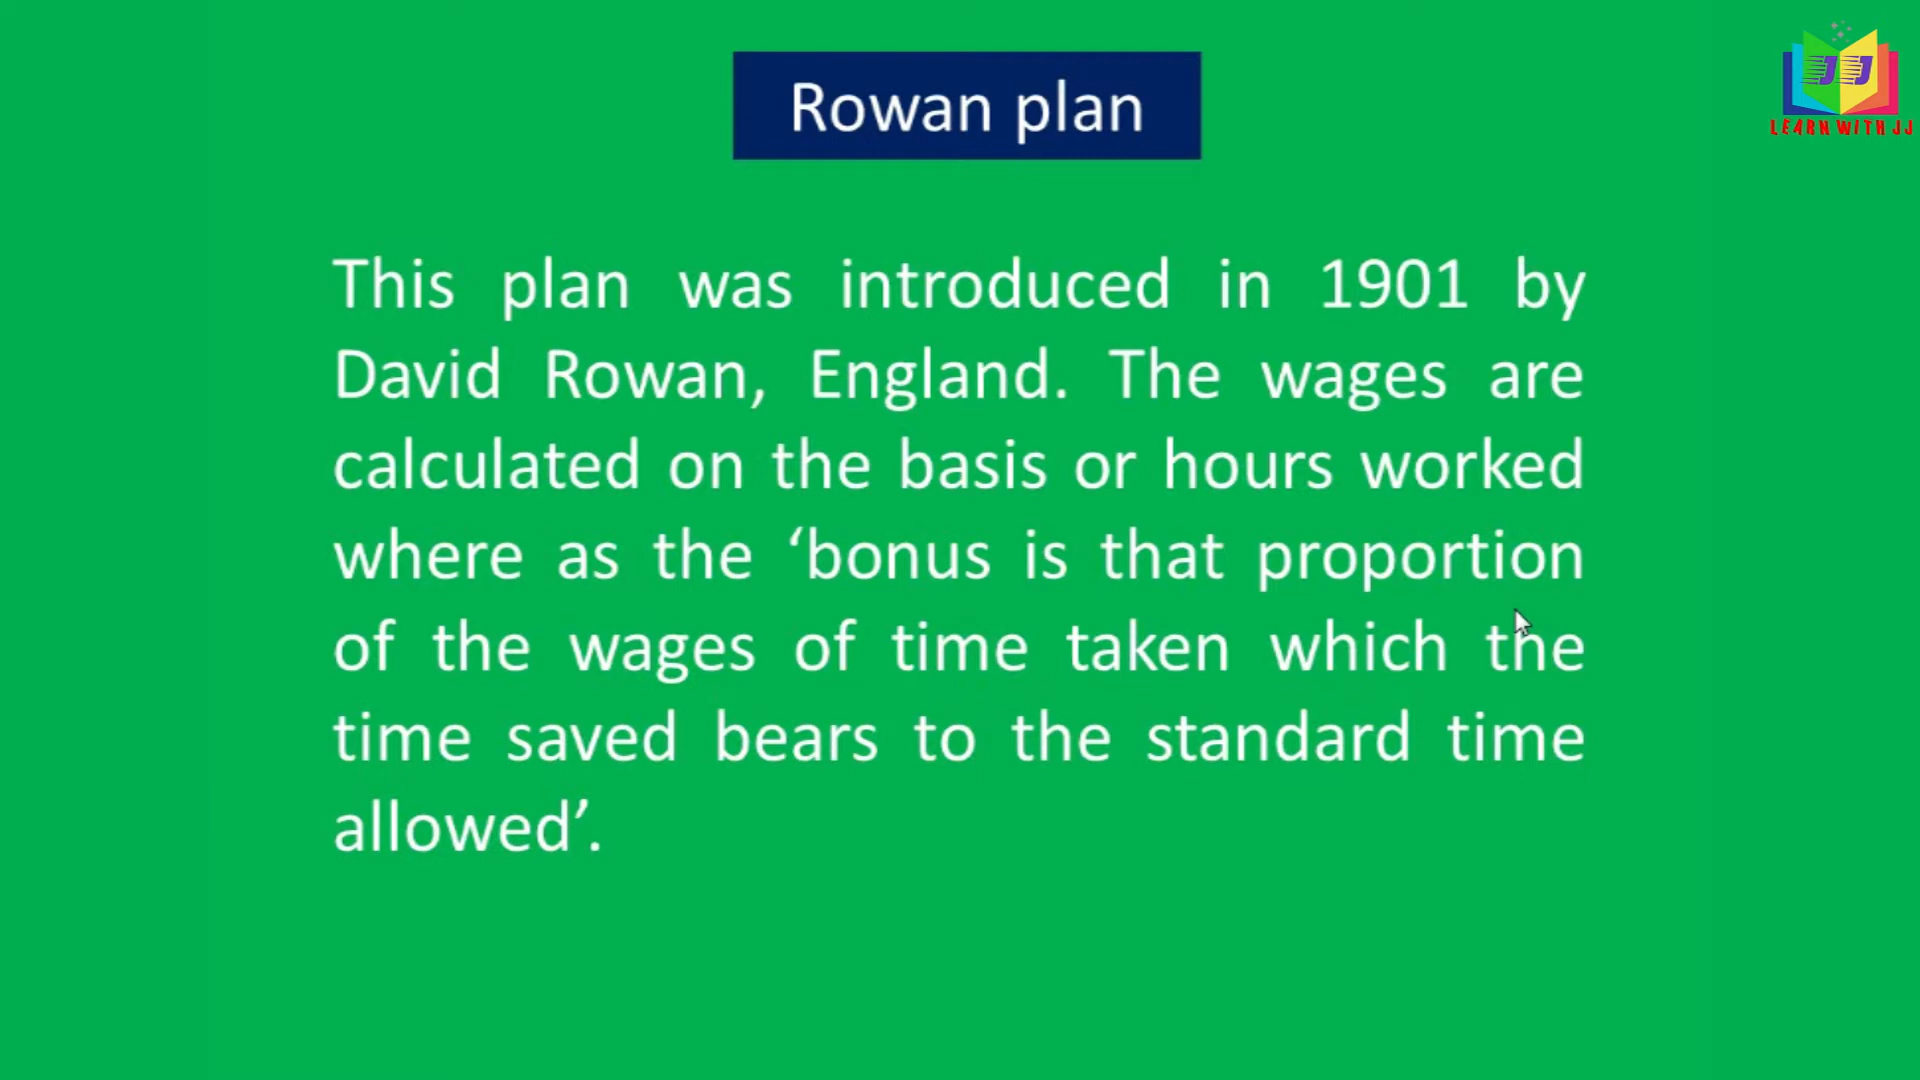 Rowan plan
JJ
LEARN WITH JJ
This plan was introduced in 1901 by
David Rowan, England. The wages are
calculated on the basis or hours worked
where as the ‘bonus is that proportion
of the wages of time taken which the
time saved bears to the standard time
allowed’.